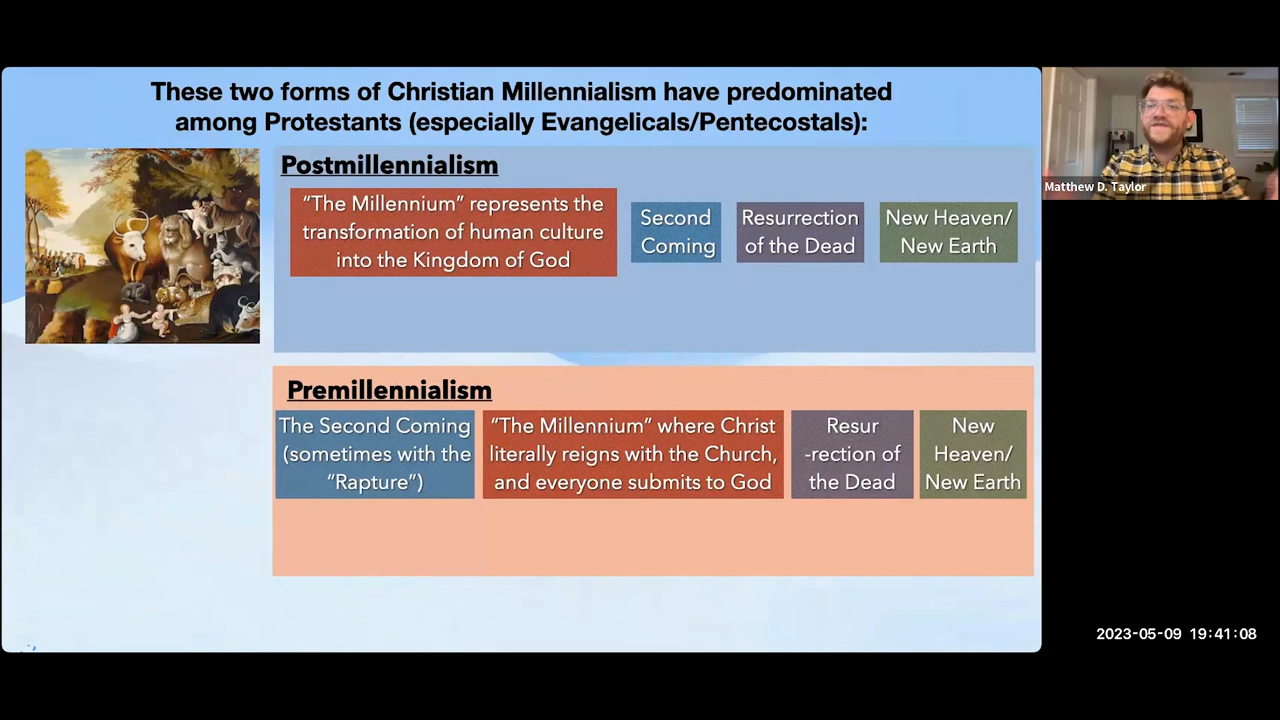 These two forms of Christian Millennialism have predominated
among Protestants (especially Evangelicals/Pentecostals):
Postmillennialism
“The Millennium” represents the
transformation of human culture
into the Kingdom of God
Second
Coming
Resurrection
of the Dead
New Heaven/
New Earth
Premillennialism
The Second Coming
(sometimes with the
“Rapture”)
“The Millennium” where Christ
literally reigns with the Church,
and everyone submits to God
Resur
-rection of
the Dead
New
Heaven/
New Earth
Matthew D. Taylor
2023-05-09 19:41:08